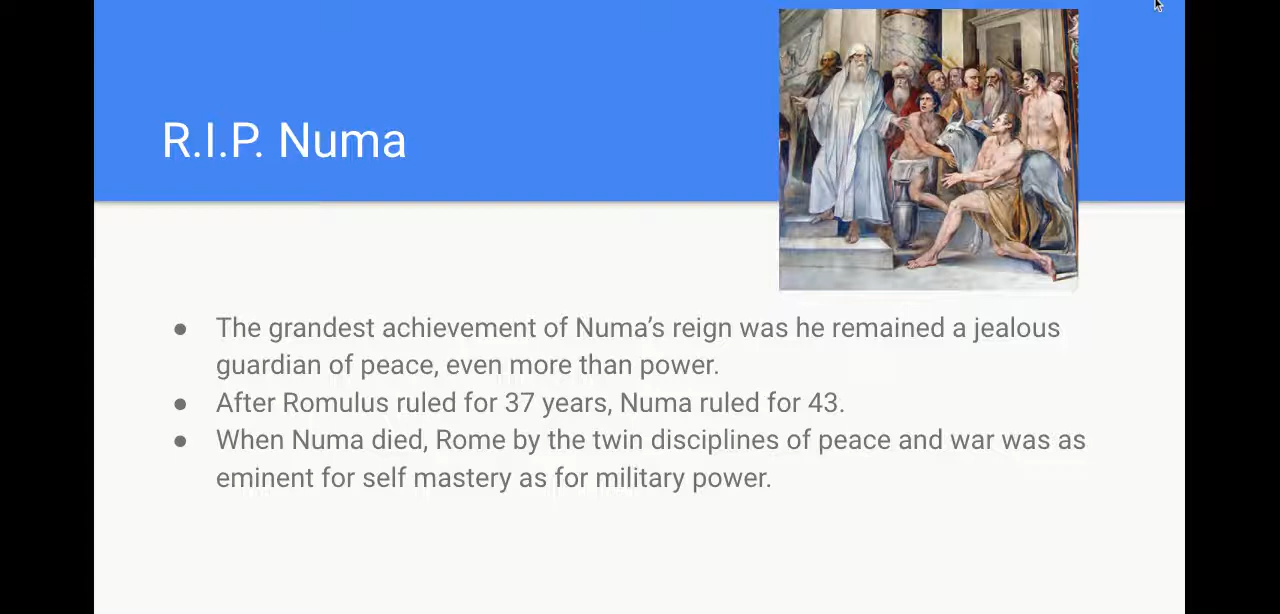 R.I.P. Numa
● The grandest achievement of Numa’s reign was he remained a jealous
guardian of peace, even more than power.
● After Romulus ruled for 37 years, Numa ruled for 43.
● When Numa died, Rome by the twin disciplines of peace and war was as
eminent for self mastery as for military power.